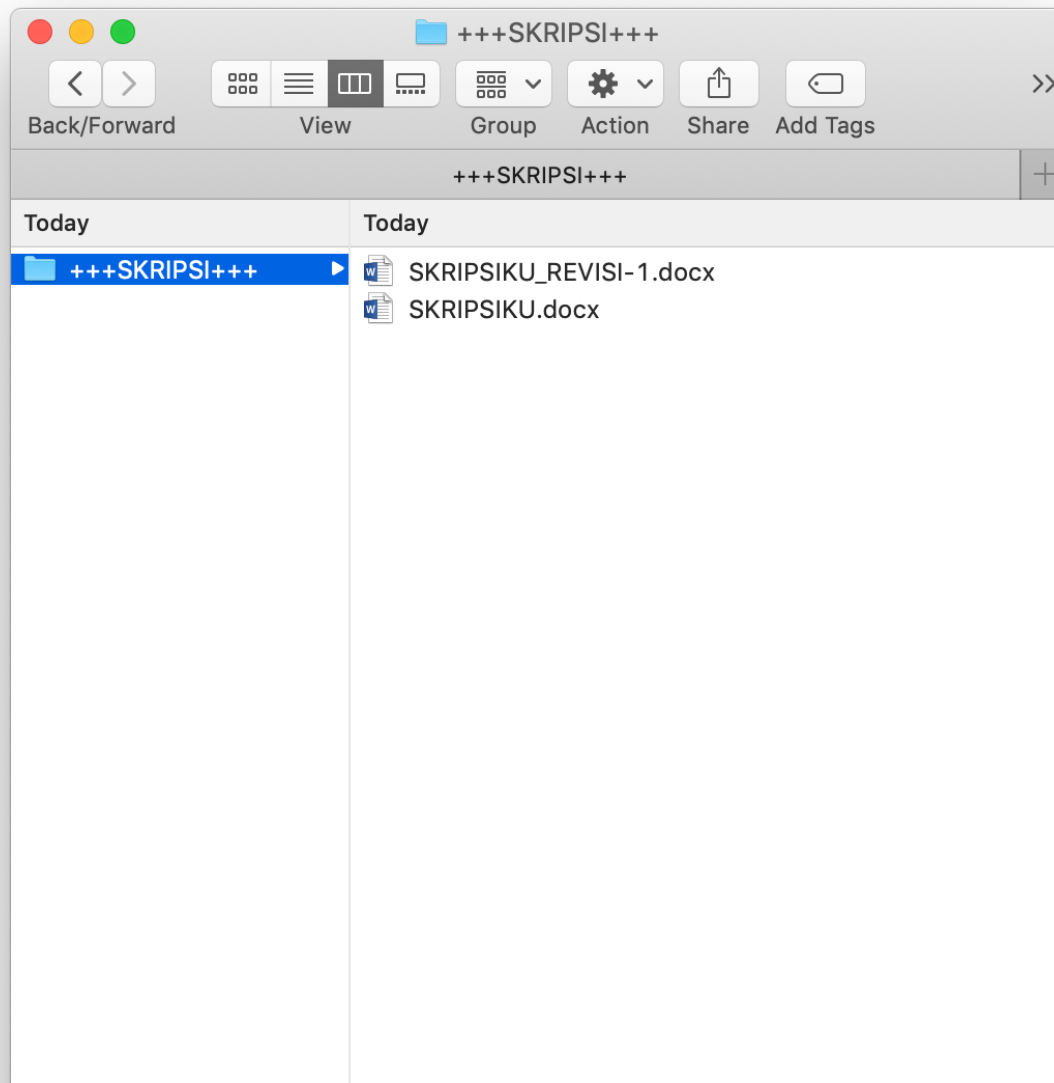 +++SKRIPSI+++
Back/Forward View Group Action Share Add Tags
+++SKRIPSI+++
Today
+++SKRIPSI+++
Today
SKRIPSIKU_REVISI-1.docx
SKRIPSIKU.docx